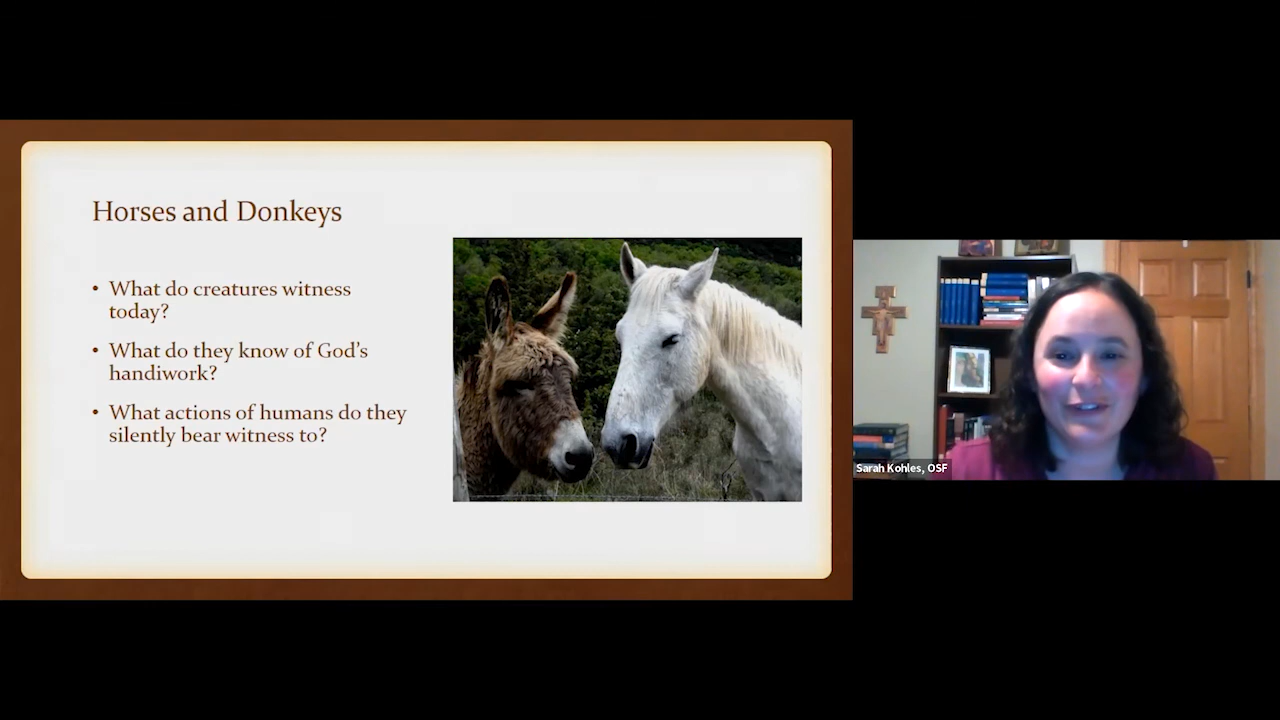 Horses and Donkeys
• What do creatures witness
today?
• What do they know of God’s
handiwork?
• What actions of humans do they
silently bear witness to?
Sarah Kohles, OSF